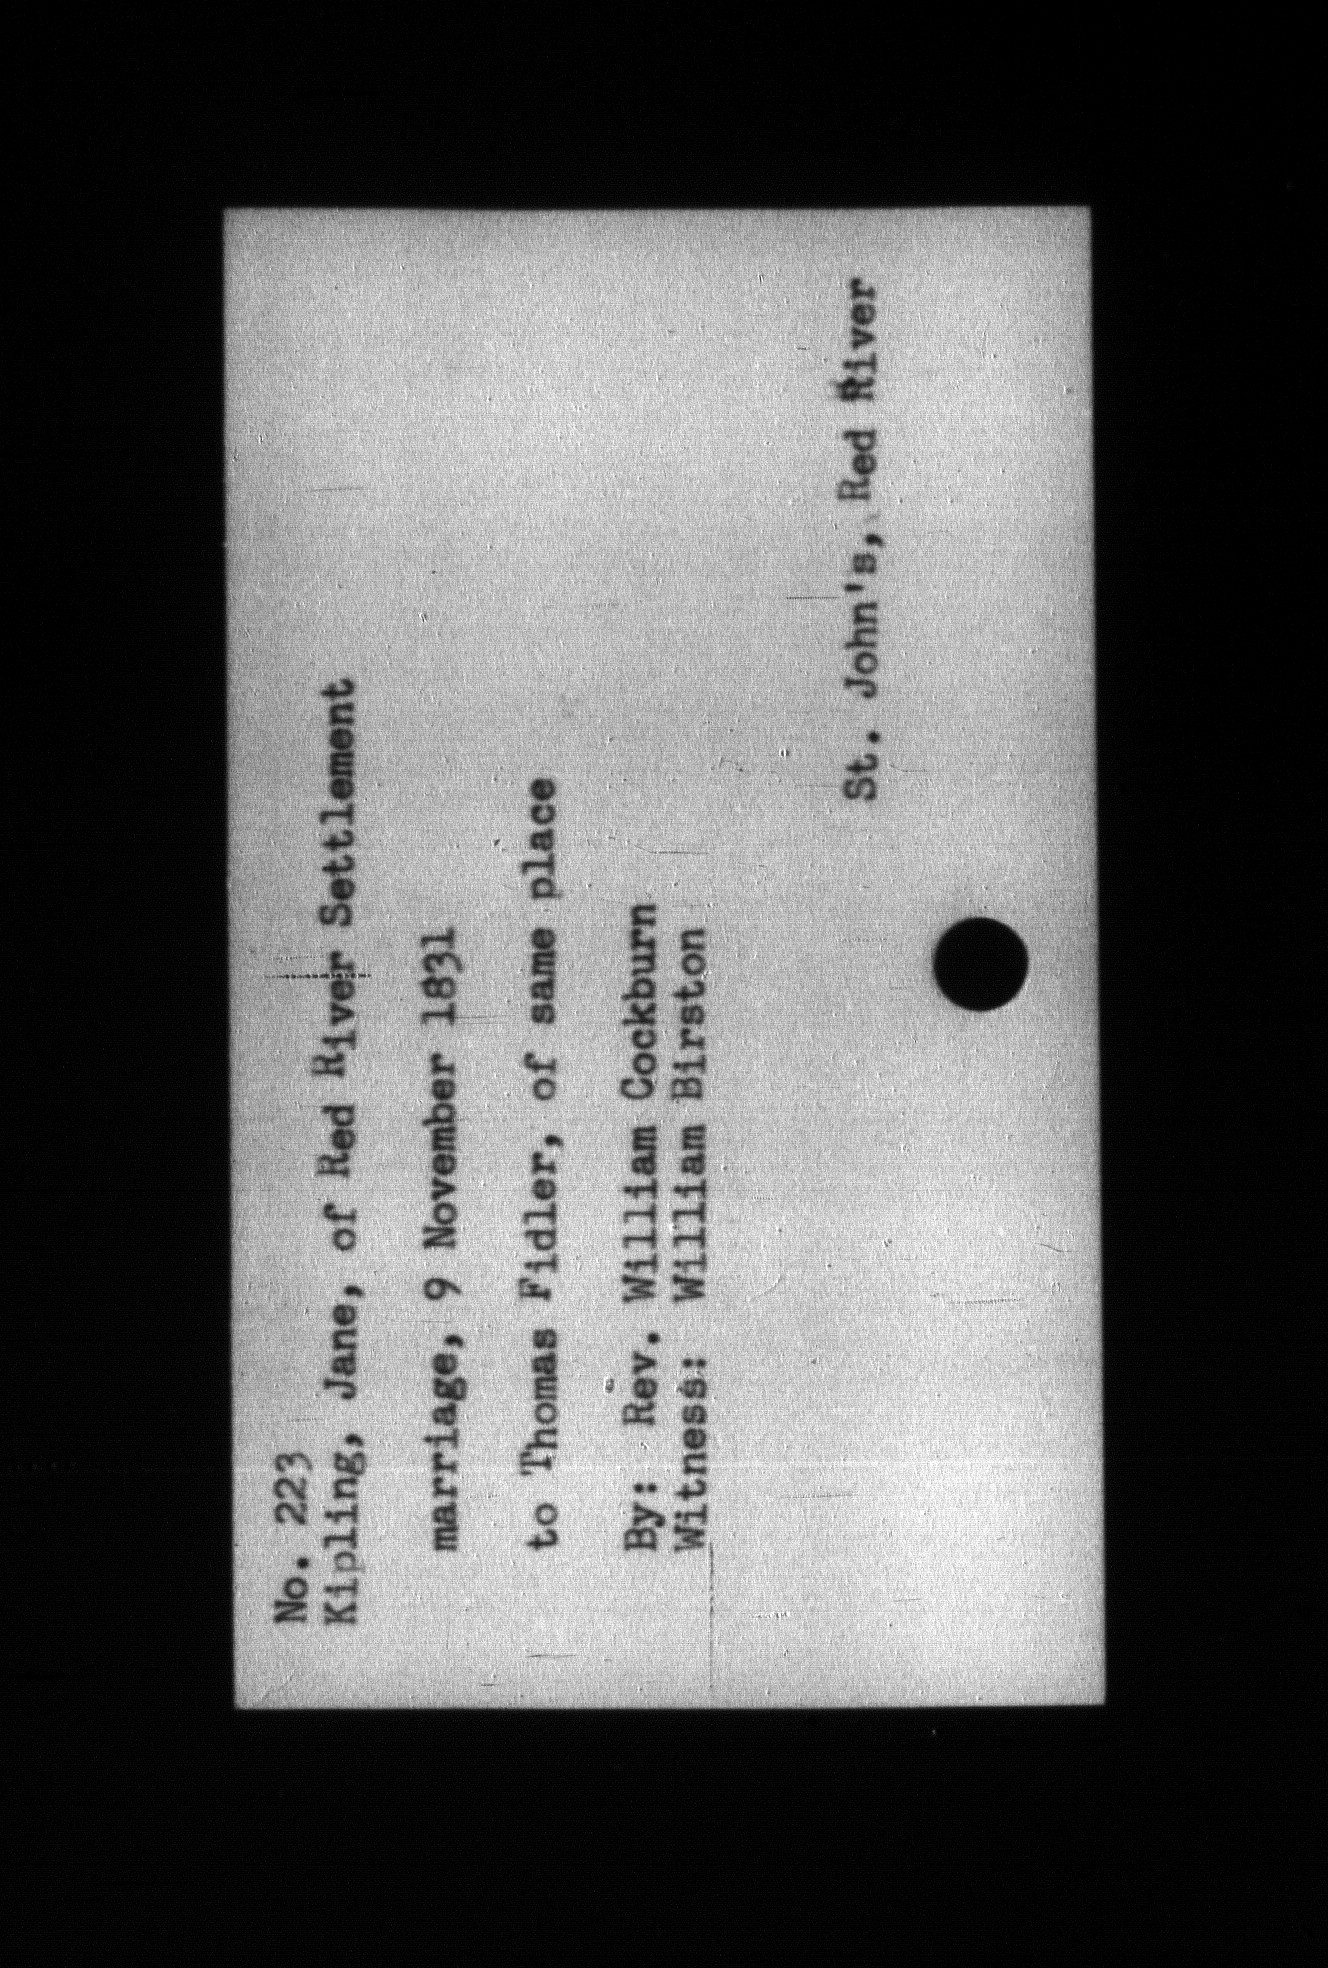 No. 223
Kipling, Jane, of Red River Settlement
marriage, 9 November 1831
to Thomas Fidler, of same place
By: Rev. William Cockburn
Witness: William Birston
St. John's, Red River